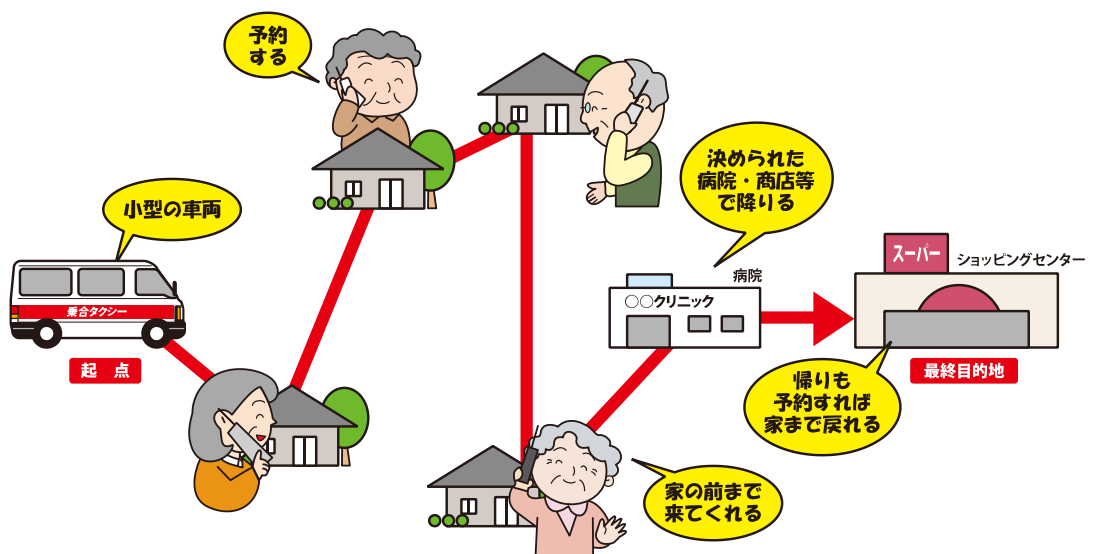 予約
する
小型の車両
乗合タクシー
起 点
決められた
病院・商店等
で降りる
病院
○○クリニック
スーパー
ショッピングセンター
最終目的地
帰りも
予約すれば
家まで戻れる
家の前まで
来てくれる